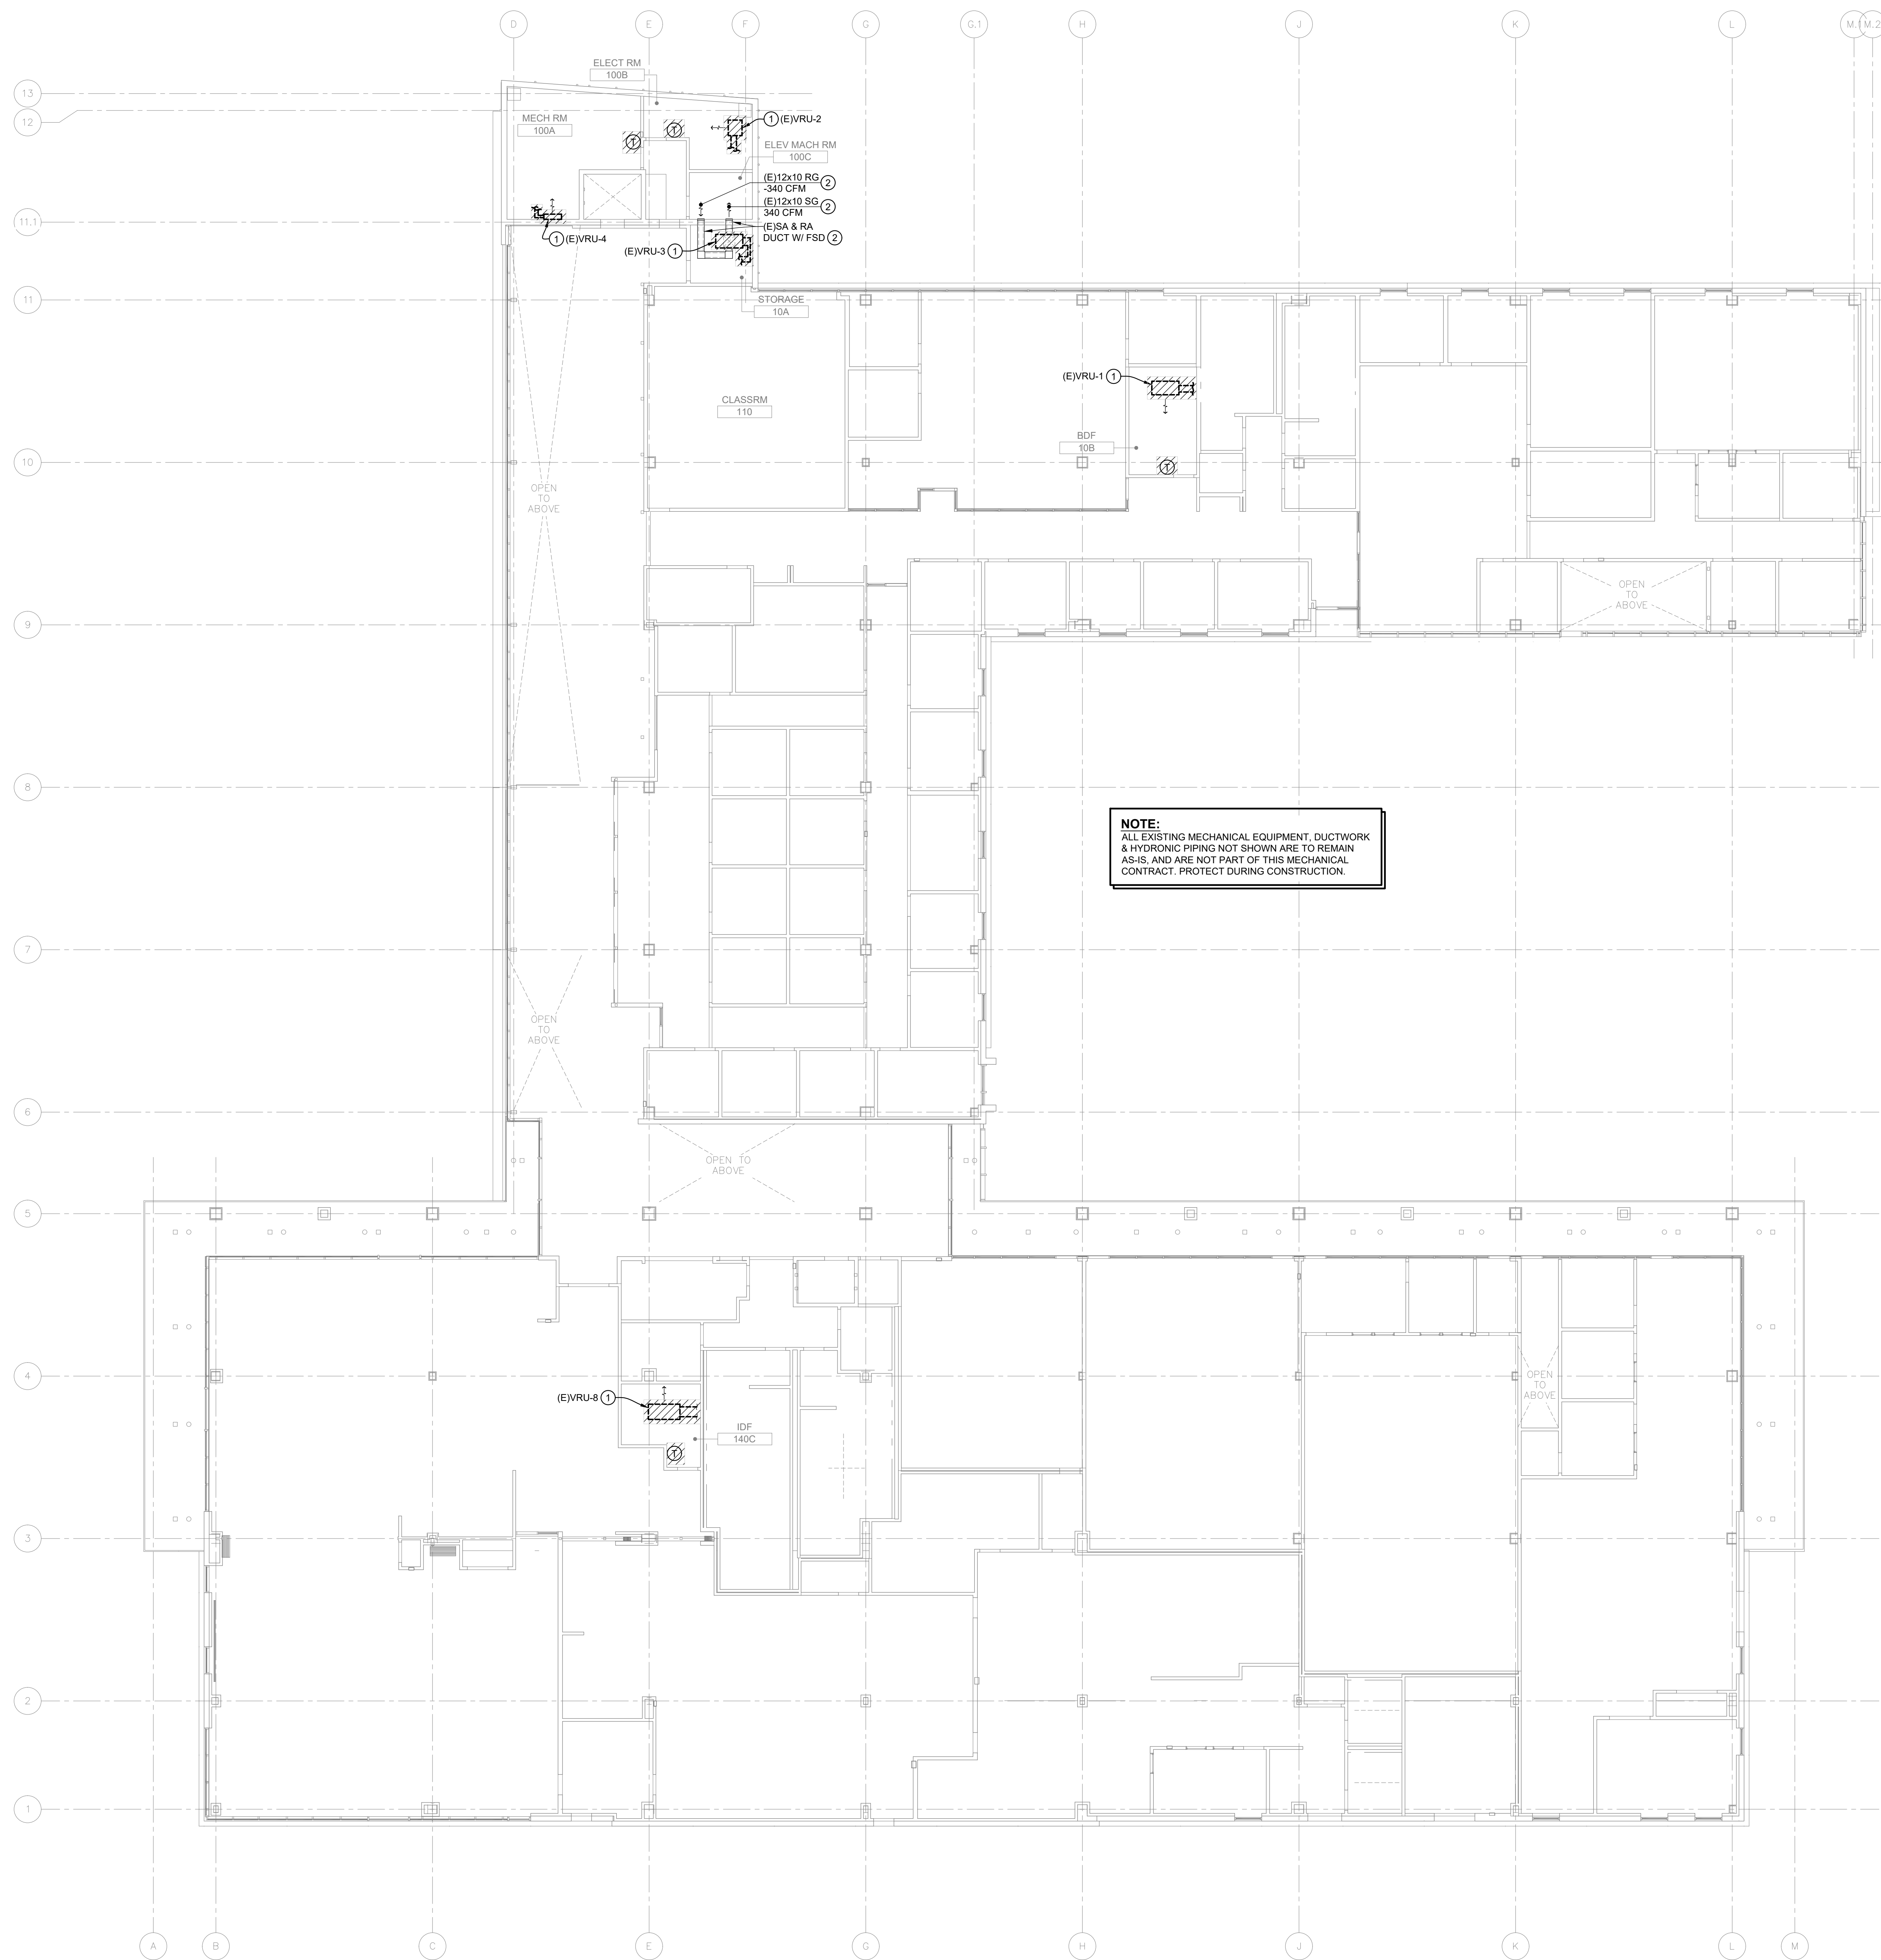 D
E
F
G
G.1
H
J
K
L
M.1
M.2
13
12
11.1
11
10
9
8
7
6
5
4
3
2
1
ELECT RM
100B
MECH RM
100A
T
T
1 (E)VRU-2
ELEV MACH RM
100C
(E)12x10 RG 2
-340 CFM
(E)12x10 SG 2
340 CFM
(E)SA & RA
DUCT W/ FSD 2
1 (E)VRU-4
(E)VRU-3 1
STORAGE
10A
CLASSRM
110
(E)VRU-1 1
BDF
10B
T
OPEN
TO
ABOVE
OPEN
TO
ABOVE
NOTE:
ALL EXISTING MECHANICAL EQUIPMENT, DUCTWORK
& HYDRONIC PIPING NOT SHOWN ARE TO REMAIN
AS-IS, AND ARE NOT PART OF THIS MECHANICAL
CONTRACT. PROTECT DURING CONSTRUCTION.
OPEN
TO
ABOVE
OPEN TO
ABOVE
OPEN
TO
ABOVE
(E)VRU-8 1
IDF
140C
T
A
B
C
E
G
H
J
K
L
M